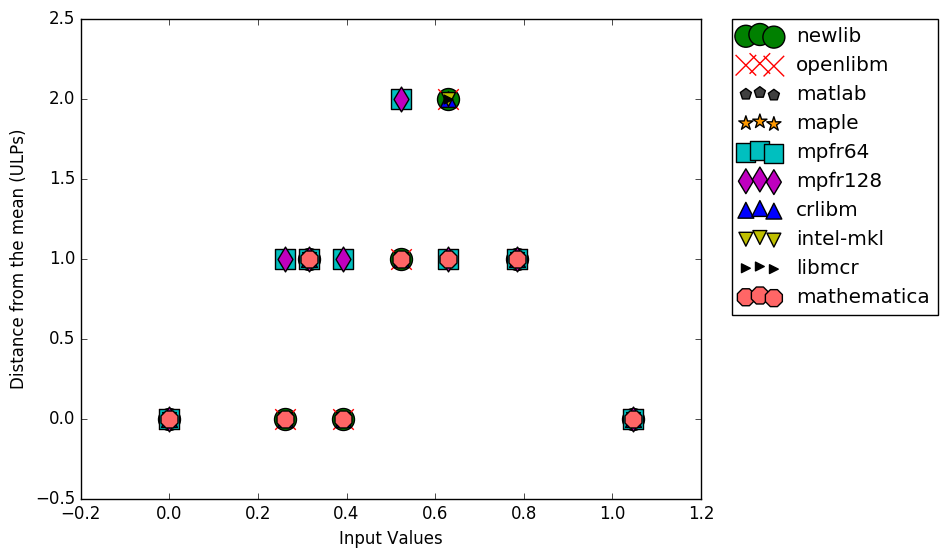 2.5
2.0
1.5
1.0
0.5
0.0
−0.5
Distance from the mean (ULPs)
−0.2 0.0 0.2 0.4 0.6 0.8 1.0 1.2
Input Values
newlib
openlibm
matlab
maple
mpfr64
mpfr128
crlibm
intel-mkl
libmcr
mathematica